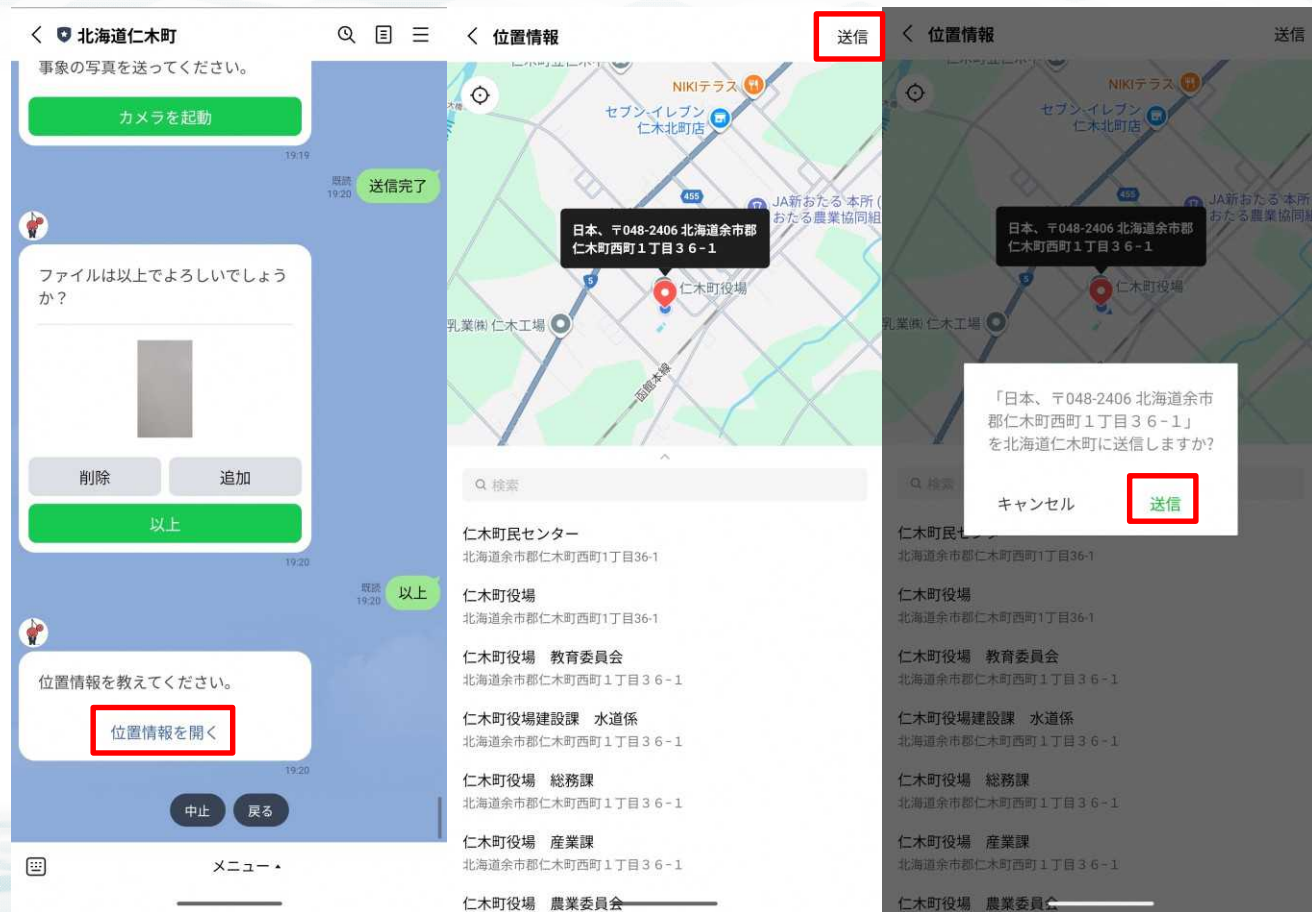 北海道仁木町
事象の写真を送ってください。
カメラを起動
19:19
既読
19:20
送信完了
ファイルは以上でよろしいでしょう
か？
削除
追加
以上
19:20
既読
19:20
以上
位置情報を教えてください。
位置情報を開く
19:20
中止
戻る
メニュー
位置情報
送信
NIKIテラス
セブン-イレブン
仁木北町店
455
JA新おたる 本所 (
おたる農業協同組
日本、〒048-2406 北海道余市郡
仁木町西町１丁目３６−１
5
仁木町役場
乳業㈱ 仁木工場
函館本線
検索
仁木町民センター
北海道余市郡仁木町西町1丁目36-1
仁木町役場
北海道余市郡仁木町西町1丁目36-1
仁木町役場　教育委員会
北海道余市郡仁木町西町１丁目３６−１
仁木町役場建設課　水道係
北海道余市郡仁木町西町１丁目３６−１
仁木町役場　総務課
北海道余市郡仁木町西町１丁目３６−１
仁木町役場　産業課
北海道余市郡仁木町西町１丁目３６−１
仁木町役場　農業委員会
位置情報
送信
NIKIテラス
セブン-イレブン
仁木北町店
455
JA新おたる 本所
おたる農業協同組
日本、〒048-2406 北海道余市郡
仁木町西町１丁目３６−１
5
仁木町役場
乳業㈱ 仁木工場
「日本、〒048-2406 北海道余市
郡仁木町西町１丁目３６−１」
を北海道仁木町に送信しますか?
キャンセル
送信
検索
仁木町民セ
北海道余市郡仁木町西町1丁目36-1
仁木町役場
北海道余市郡仁木町西町1丁目36-1
仁木町役場　教育委員会
北海道余市郡仁木町西町１丁目３６−１
仁木町役場建設課　水道係
北海道余市郡仁木町西町１丁目３６−１
仁木町役場　総務課
北海道余市郡仁木町西町１丁目３６−１
仁木町役場　産業課
北海道余市郡仁木町西町１丁目３６−１
仁木町役場　農業委員会